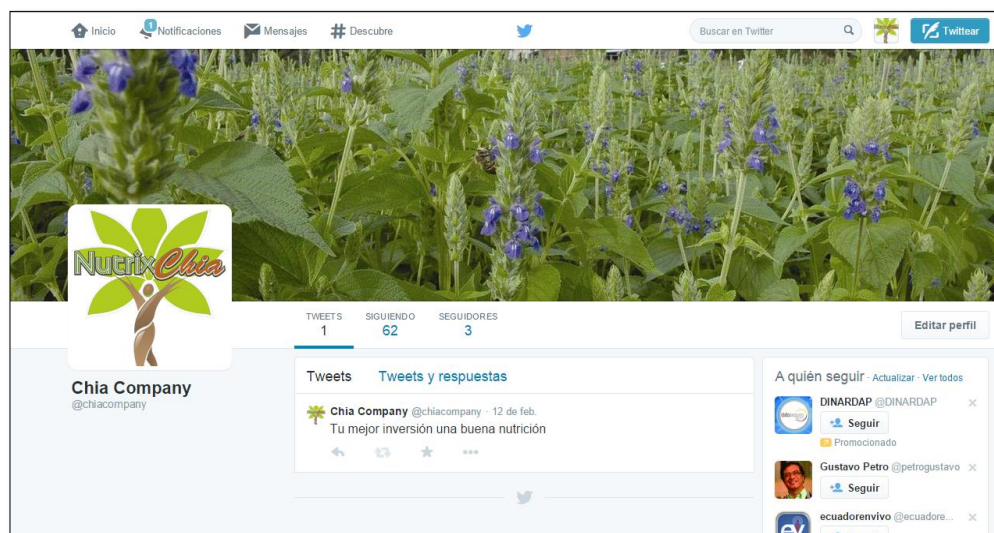 Inicio
1
Notificaciones
Mensajes
Descubre
Buscar en Twitter
Twittear
NutrixChia
TWEETS
SIGUIENDO
SEGUIDORES
1
62
3
Editar perfil
Chia Company
@chiacompany
Tweets
Tweets y respuestas
Chia Company @chiacompany · 12 de feb.
Tu mejor inversión una buena nutrición
A quién seguir · Actualizar · Ver todos
DINARDAP @DINARDAP
Seguir
Promocionado
Gustavo Petro @petrogustavo
Seguir
ecuadorenvivo @ecuadore...
ev